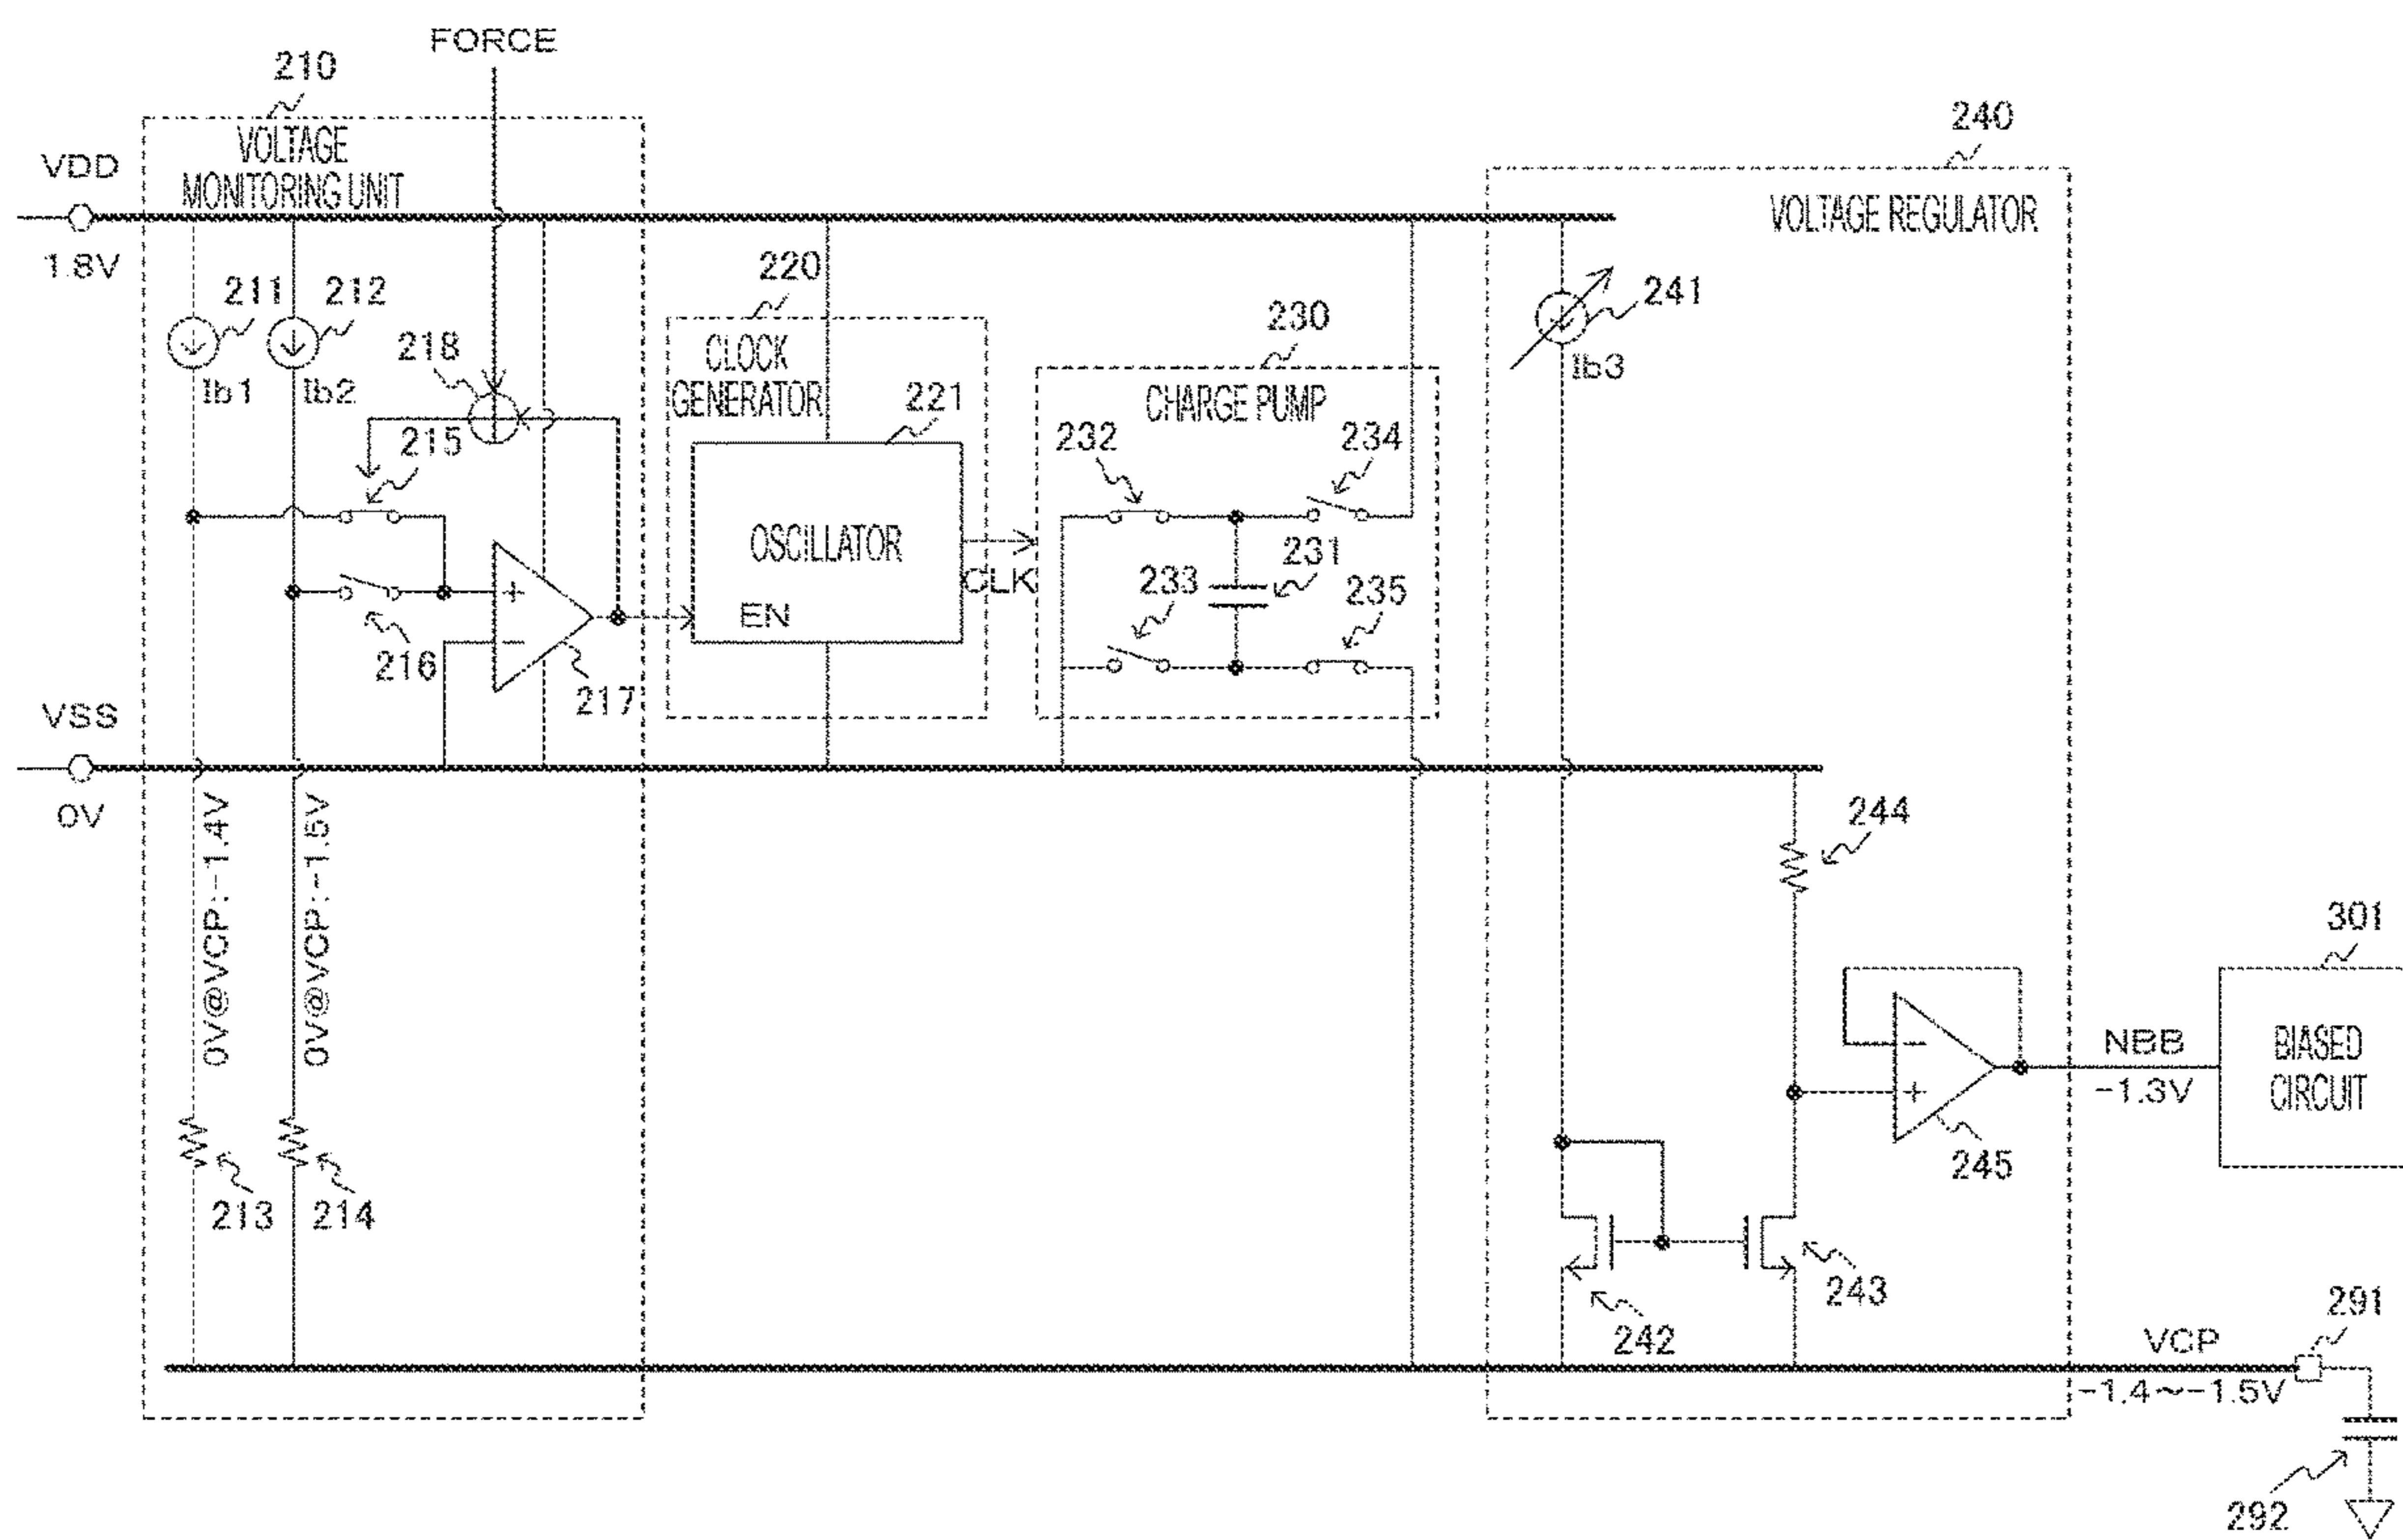 FORCE
210
VOLTAGE
MONITORING UNIT
VDD
1.8V
240
VOLTAGE REGULATOR
211
212
Ib1
Ib2
218
215
220
CLOCK
GENERATOR
221
OSCILLATOR
EN
CLK
230
CHARGE PUMP
232
234
231
233
235
241
Ib3
216
217
VSS
0V
0V@VCP:-1.4V
0V@VCP:-1.5V
213
214
244
301
NBB
-1.3V
BIASED
CIRCUIT
245
242
243
VCP
-1.4~-1.5V
291
292